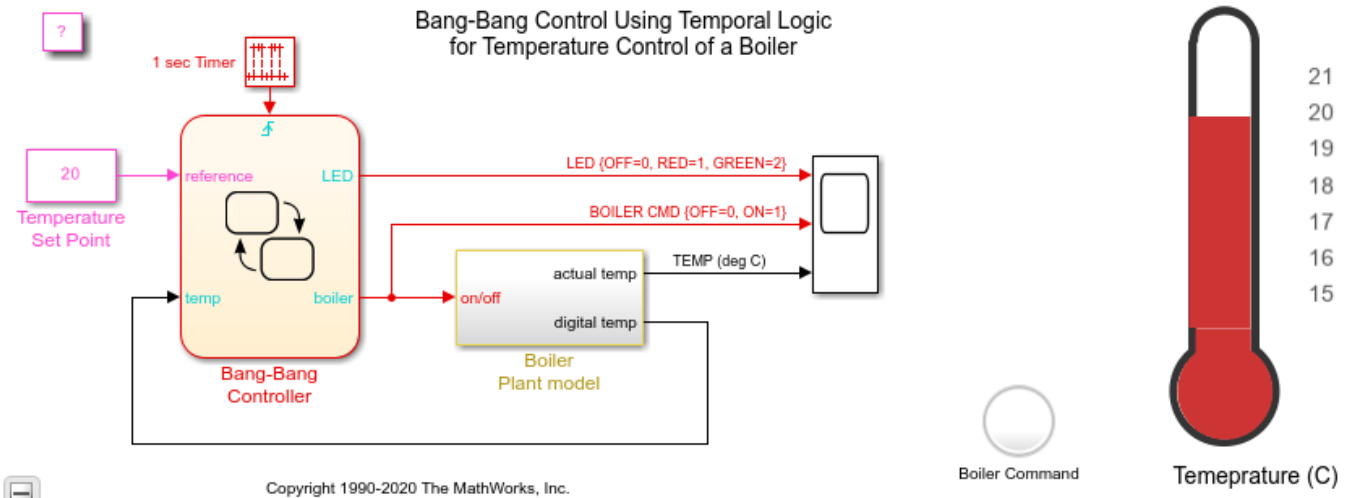 ?
Bang-Bang Control Using Temporal Logic
for Temperature Control of a Boiler
1 sec Timer
20
Temperature
Set Point
reference
LED
temp
boiler
Bang-Bang
Controller
LED {OFF=0, RED=1, GREEN=2}
BOILER CMD {OFF=0, ON=1}
TEMP (deg C)
on/off
actual temp
digital temp
Boiler
Plant model
Copyright 1990-2020 The MathWorks, Inc.
Boiler Command
21
20
19
18
17
16
15
Temeprature (C)